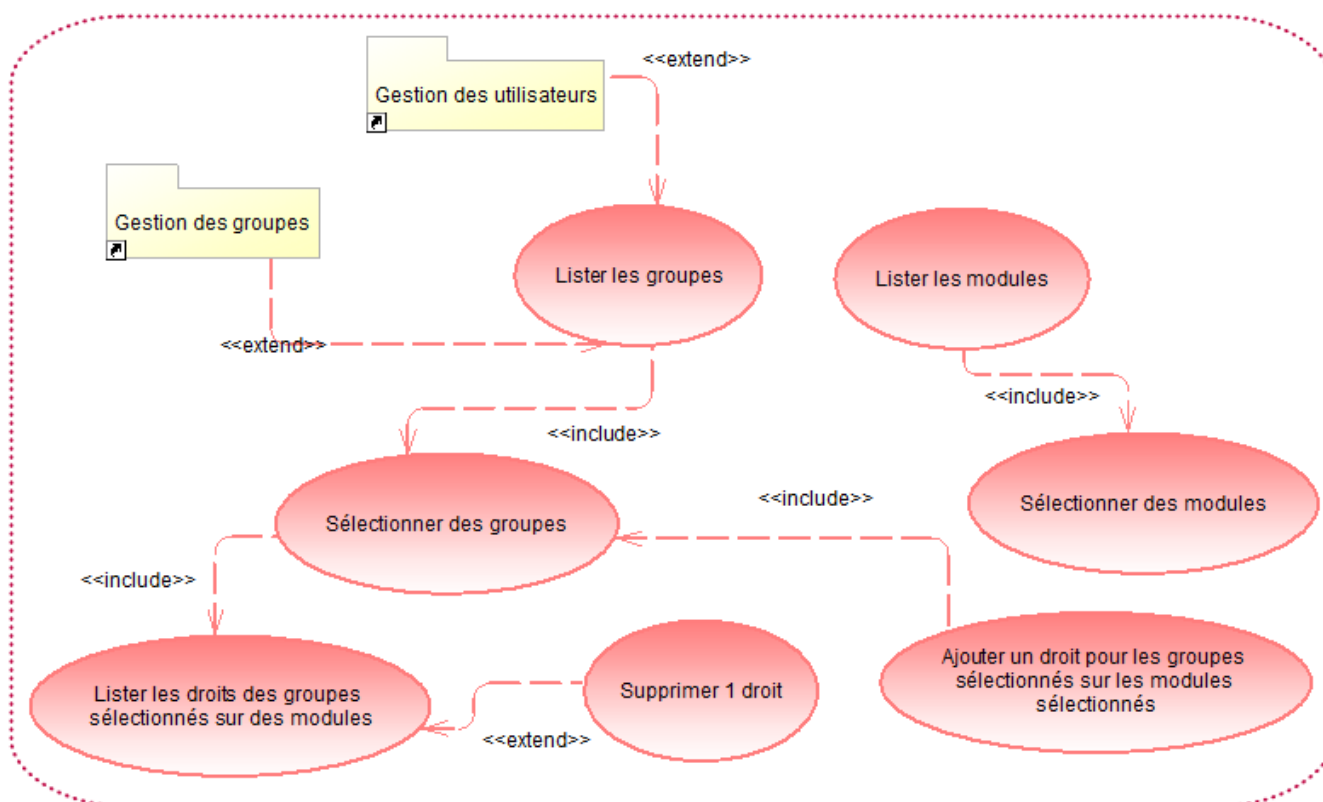 <<extend>>
Gestion des utilisateurs
Gestion des groupes
Lister les groupes
Lister les modules
<<extend>>
<<include>>
<<include>>
Sélectionner des groupes
<<include>>
Sélectionner des modules
<<include>>
Lister les droits des groupes
sélectionnés sur des modules
Supprimer 1 droit
<<extend>>
Ajouter un droit pour les groupes
sélectionnés sur les modules
sélectionnés